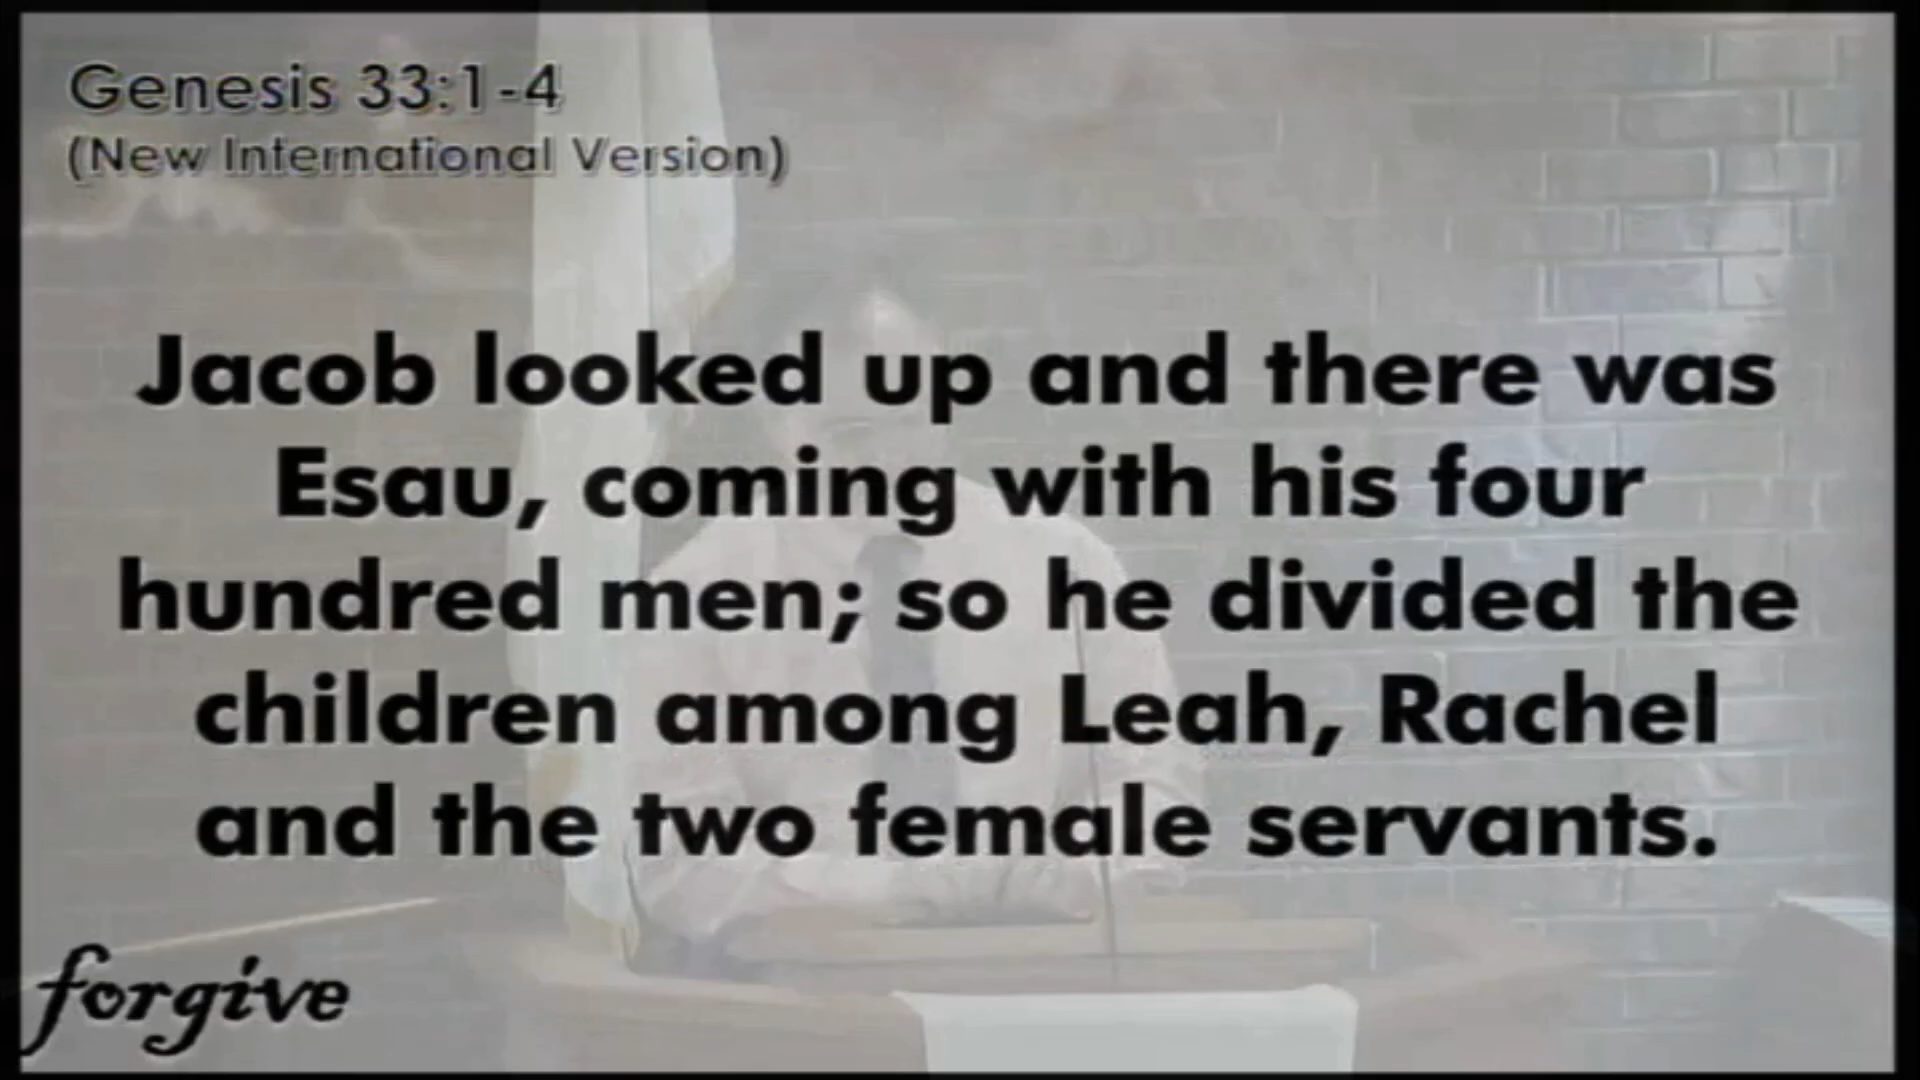 Genesis 33:1-4
(New International Version)
Jacob looked up and there was
Esau, coming with his four
hundred men; so he divided the
children among Leah, Rachel
and the two female servants.
forgive